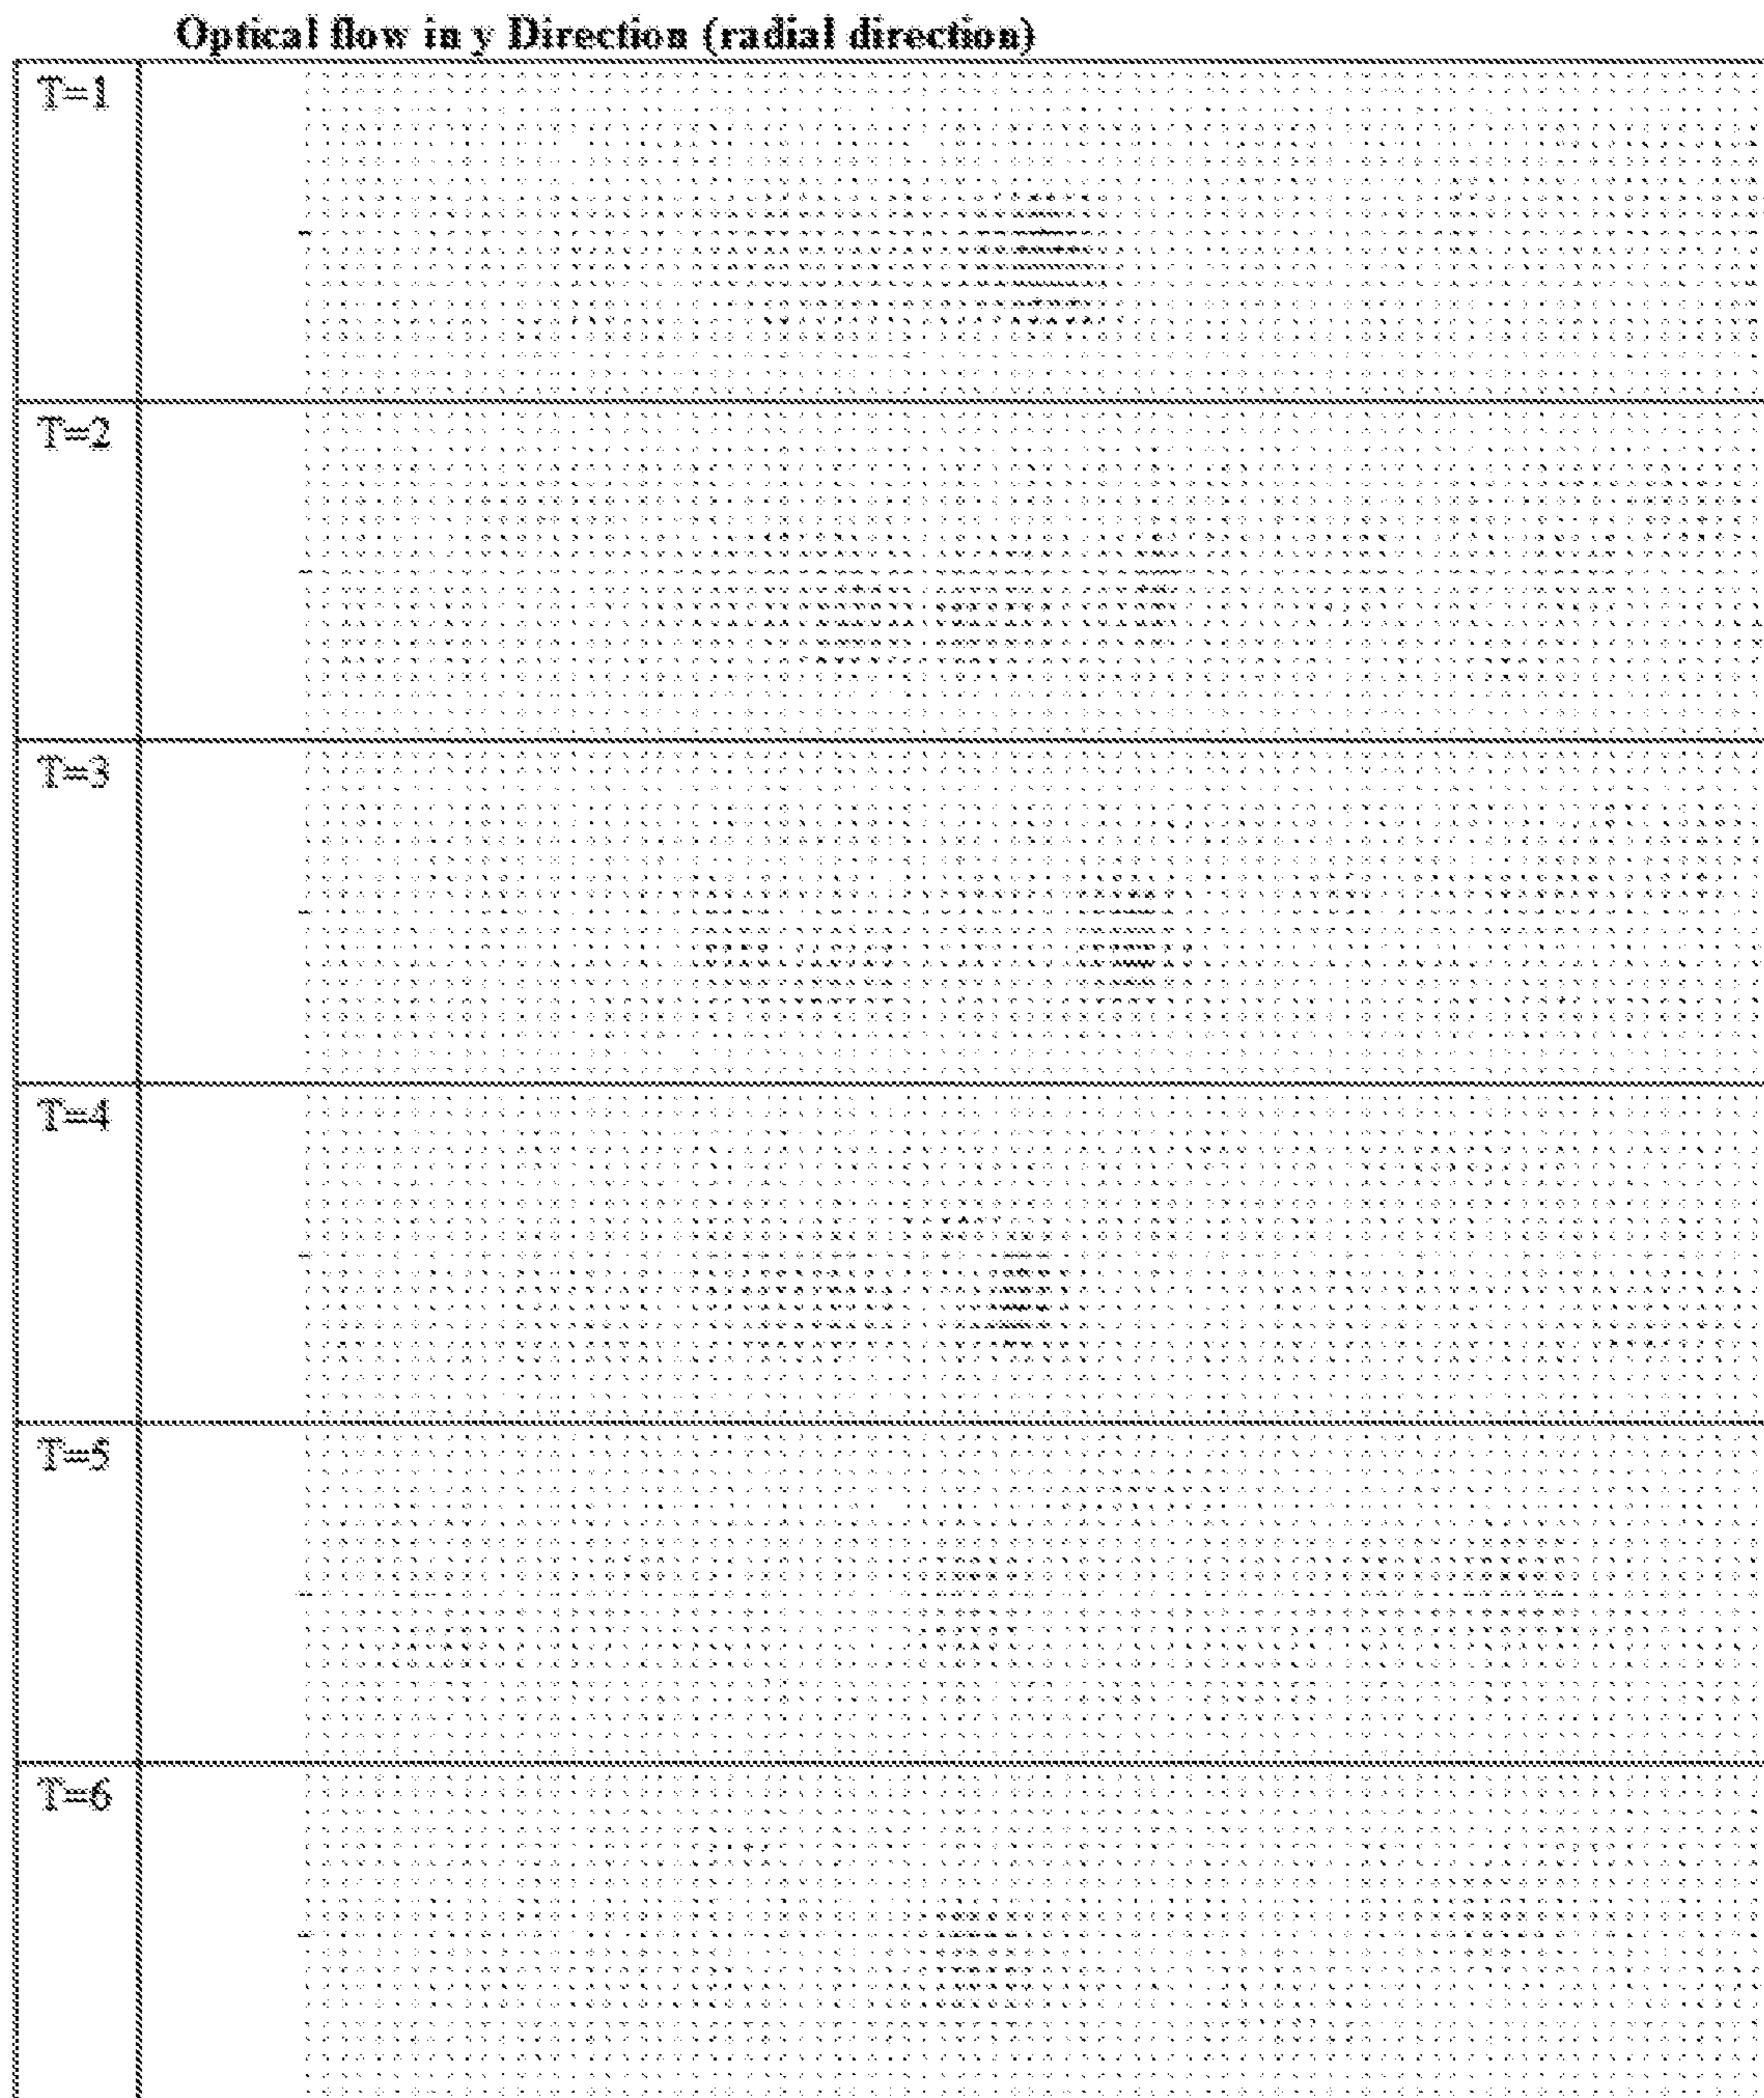 Optical flow in y Direction (radial direction)
T=1
T=2
T=3
T=4
T=5
T=6